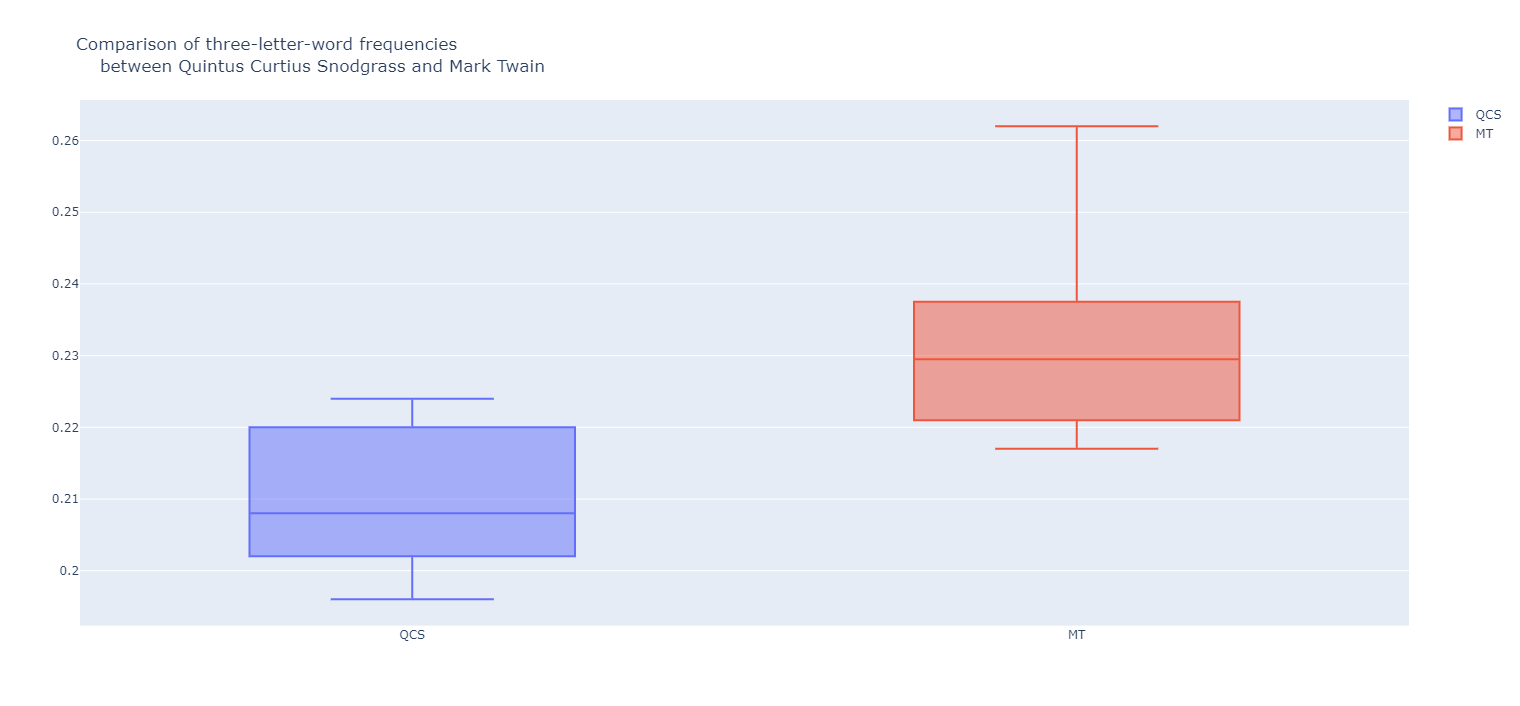 Comparison of three-letter-word frequencies
between Quintus Curtius Snodgrass and Mark Twain
QCS
MT
0.26
0.25
0.24
0.23
0.22
0.21
0.2
QCS
MT